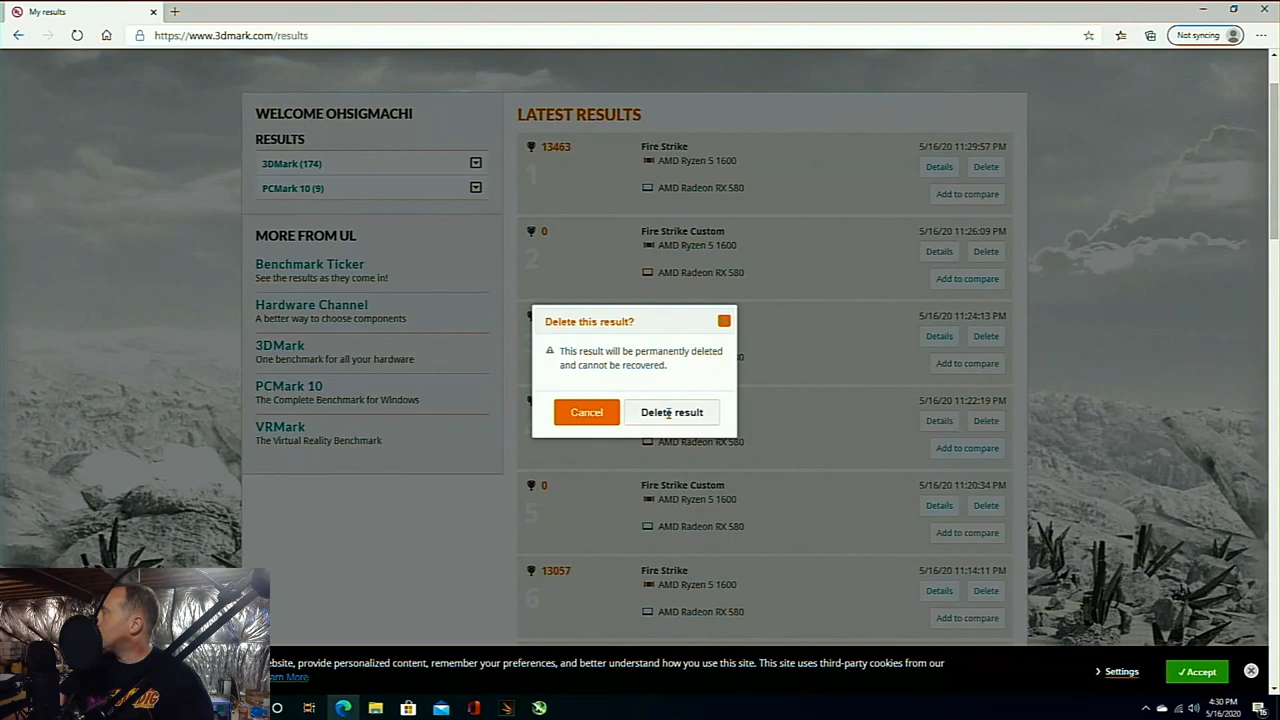 My results
https://www.3dmark.com/results
Not syncing
WELCOME OHSIGMACHI
RESULTS
3DMark (174)
PCMark 10 (9)
MORE FROM UL
Benchmark Ticker
See the results as they come in!
Hardware Channel
A better way to choose components
3DMark
One benchmark for all your hardware
PCMark 10
The Complete Benchmark for Windows
VRMark
The Virtual Reality Benchmark
LATEST RESULTS
13463 Fire Strike 5/16/20 11:29:57 PM
AMD Ryzen 5 1600 Details Delete
1 AMD Radeon RX 580 Add to compare
0 Fire Strike Custom 5/16/20 11:26:09 PM
AMD Ryzen 5 1600 Details Delete
2 AMD Radeon RX 580 Add to compare
5/16/20 11:24:13 PM
Details Delete
Add to compare
5/16/20 11:22:19 PM
Details Delete
AMD Radeon RX 580 Add to compare
0 Fire Strike Custom 5/16/20 11:20:34 PM
AMD Ryzen 5 1600 Details Delete
5 AMD Radeon RX 580 Add to compare
13057 Fire Strike 5/16/20 11:14:11 PM
AMD Ryzen 5 1600 Details Delete
6 AMD Radeon RX 580 Add to compare
Delete this result?
This result will be permanently deleted
and cannot be recovered.
Cancel Delete result
website, provide personalized content, remember your preferences, and better understand how you use this site. This site uses third-party cookies from our
Settings
Accept
4:30 PM
5/16/2020